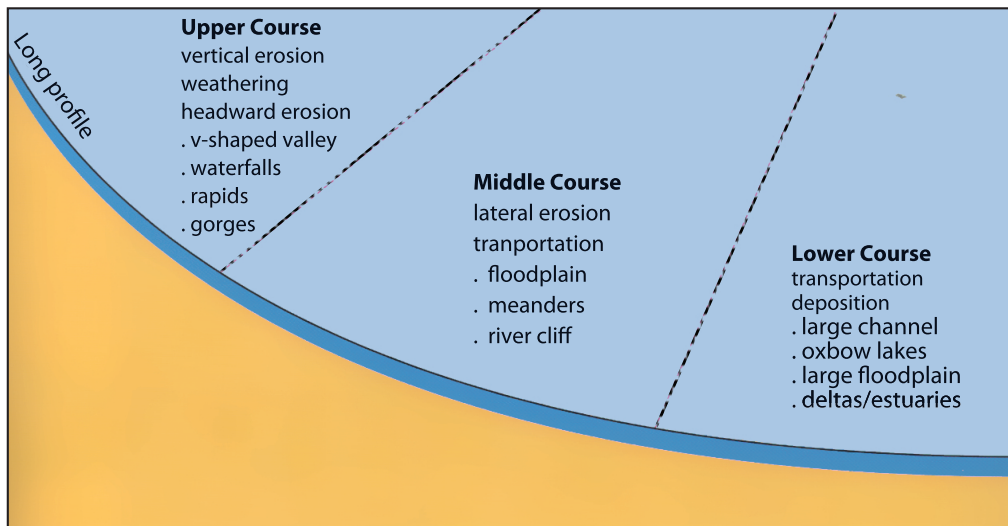 Long profile
Upper Course
vertical erosion
weathering
headward erosion
. v-shaped valley
. waterfalls
. rapids
. gorges
Middle Course
lateral erosion
tranportation
. floodplain
. meanders
. river cliff
Lower Course
transportation
deposition
. large channel
. oxbow lakes
. large floodplain
. deltas/estuaries